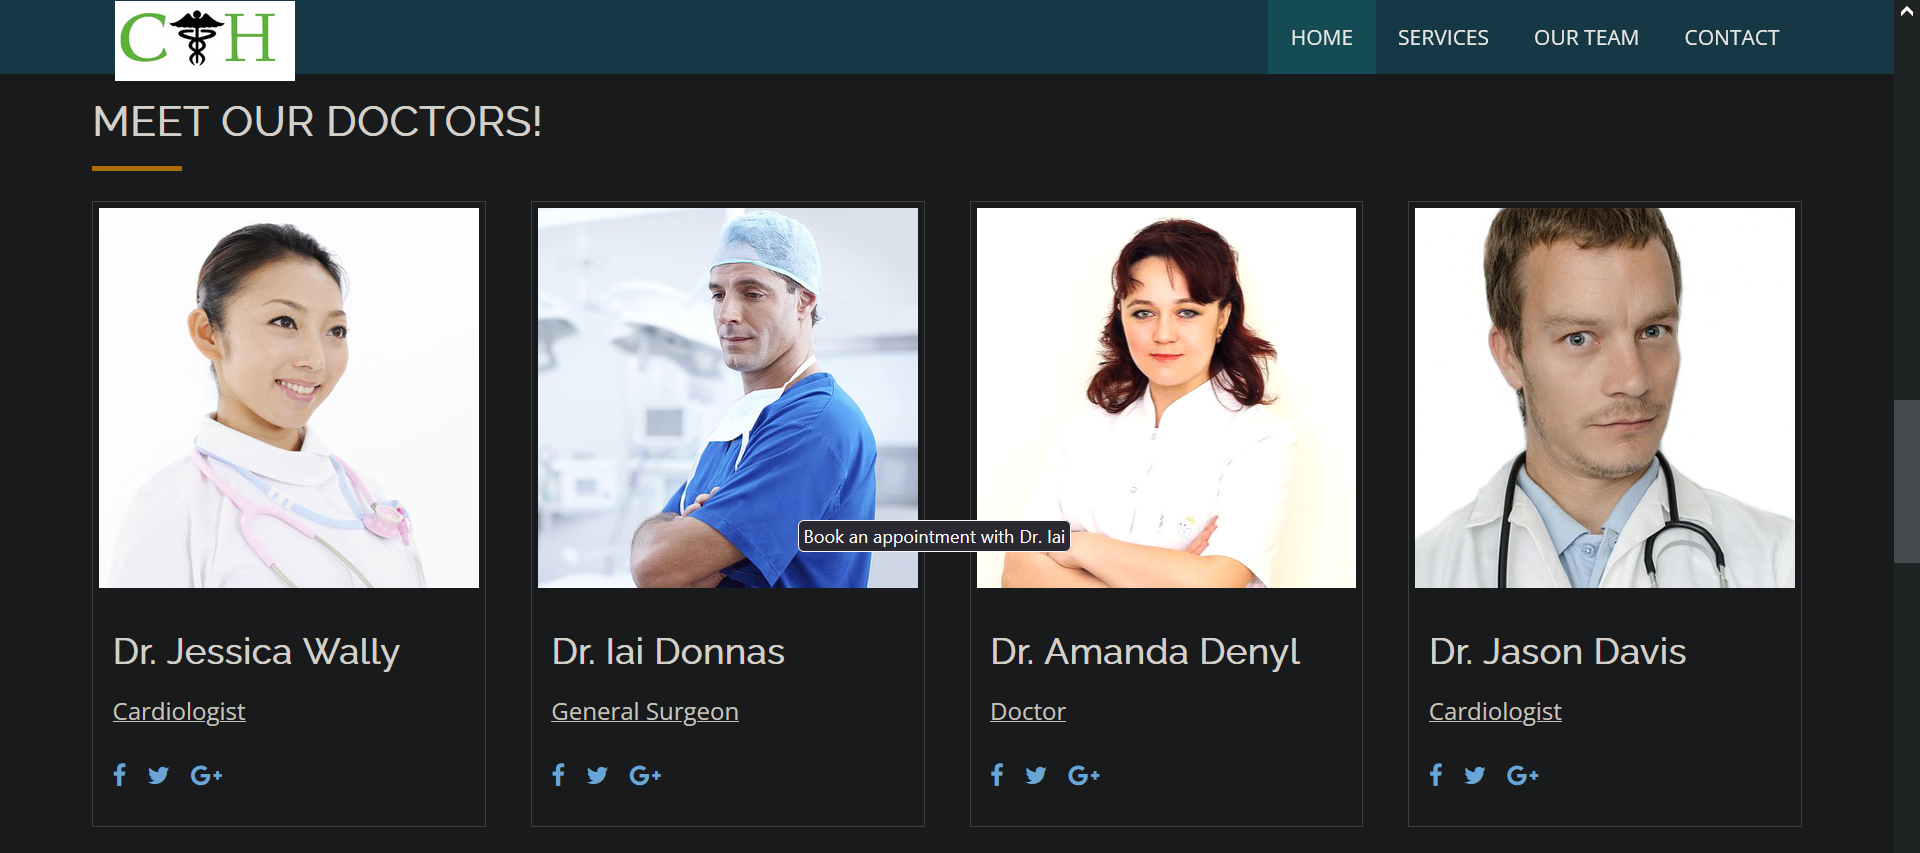 C H
HOME SERVICES OUR TEAM CONTACT
MEET OUR DOCTORS!
Book an appointment with Dr. Iai
Dr. Jessica Wally
Cardiologist
Dr. Iai Donnas
General Surgeon
Dr. Amanda Denyl
Doctor
Dr. Jason Davis
Cardiologist